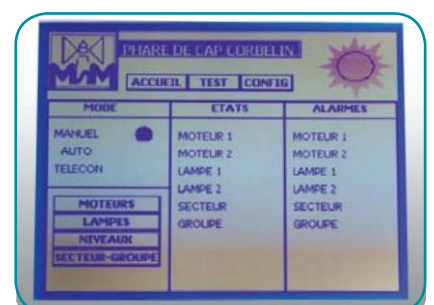 PHARE DE CAP CORBELIN
MnM
ACCUEIL TEST CONFIG
MODE ETATS ALARMES
MANUEL MOTEUR 1 MOTEUR 1
AUTO MOTEUR 2 MOTEUR 2
TELECON LAMPE 1 LAMPE 1
LAMPE 2 LAMPE 2
MOTEURS SECTEUR SECTEUR
LAMPES GROUPE GROUPE
NIVEAUX
SECTEUR-GROUPE